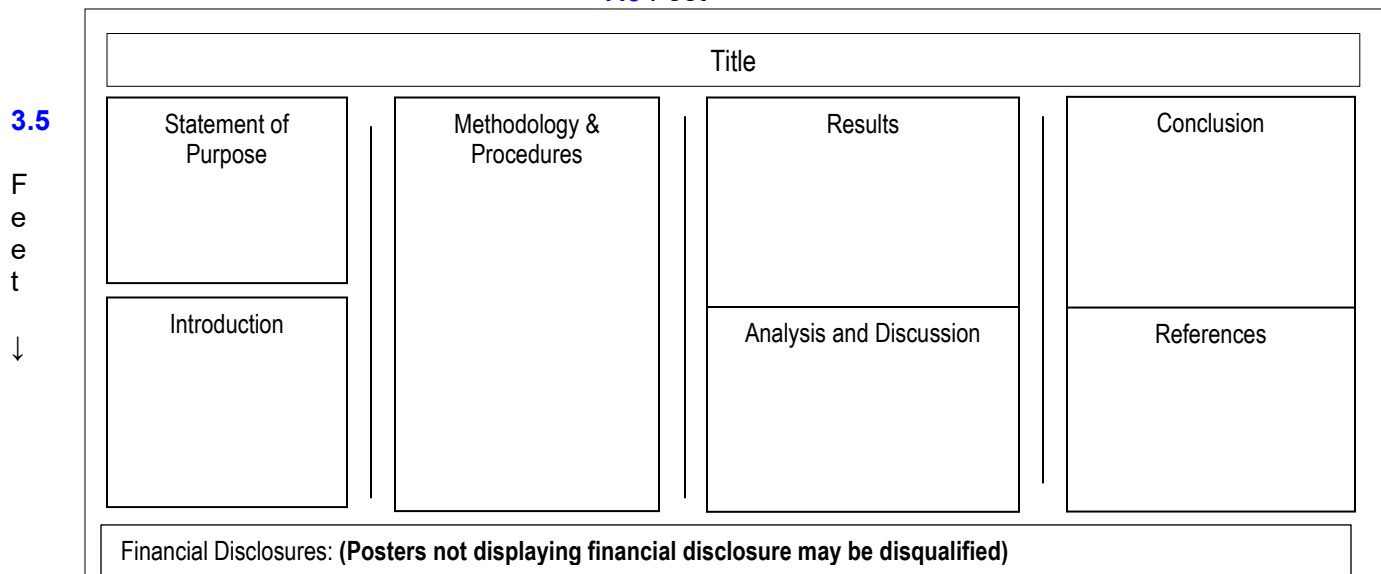 Title
3.5
F
e
e
t
↓
Statement of
Purpose
Introduction
Methodology &
Procedures
Results
Analysis and Discussion
Conclusion
References
Financial Disclosures: (Posters not displaying financial disclosure may be disqualified)